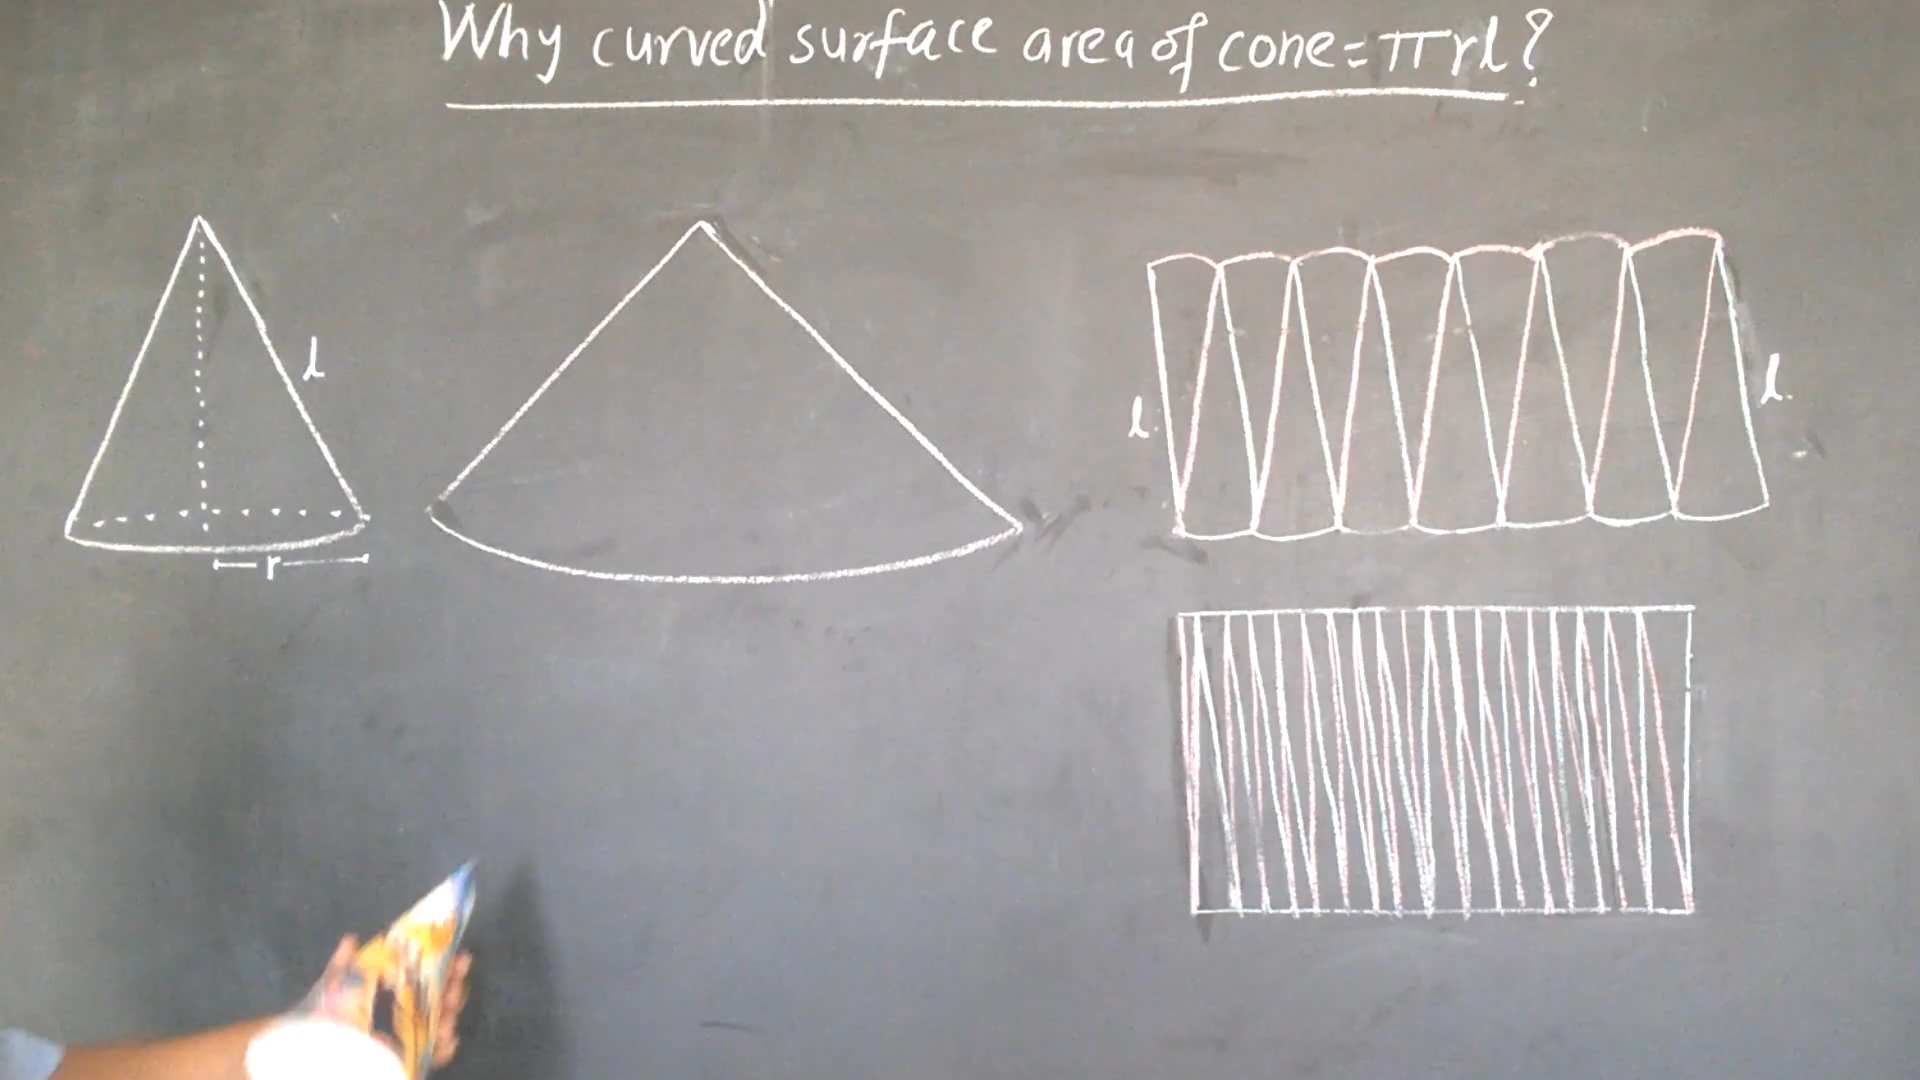 Why curved surface area of cone = πrl?
l
r
l.
l.